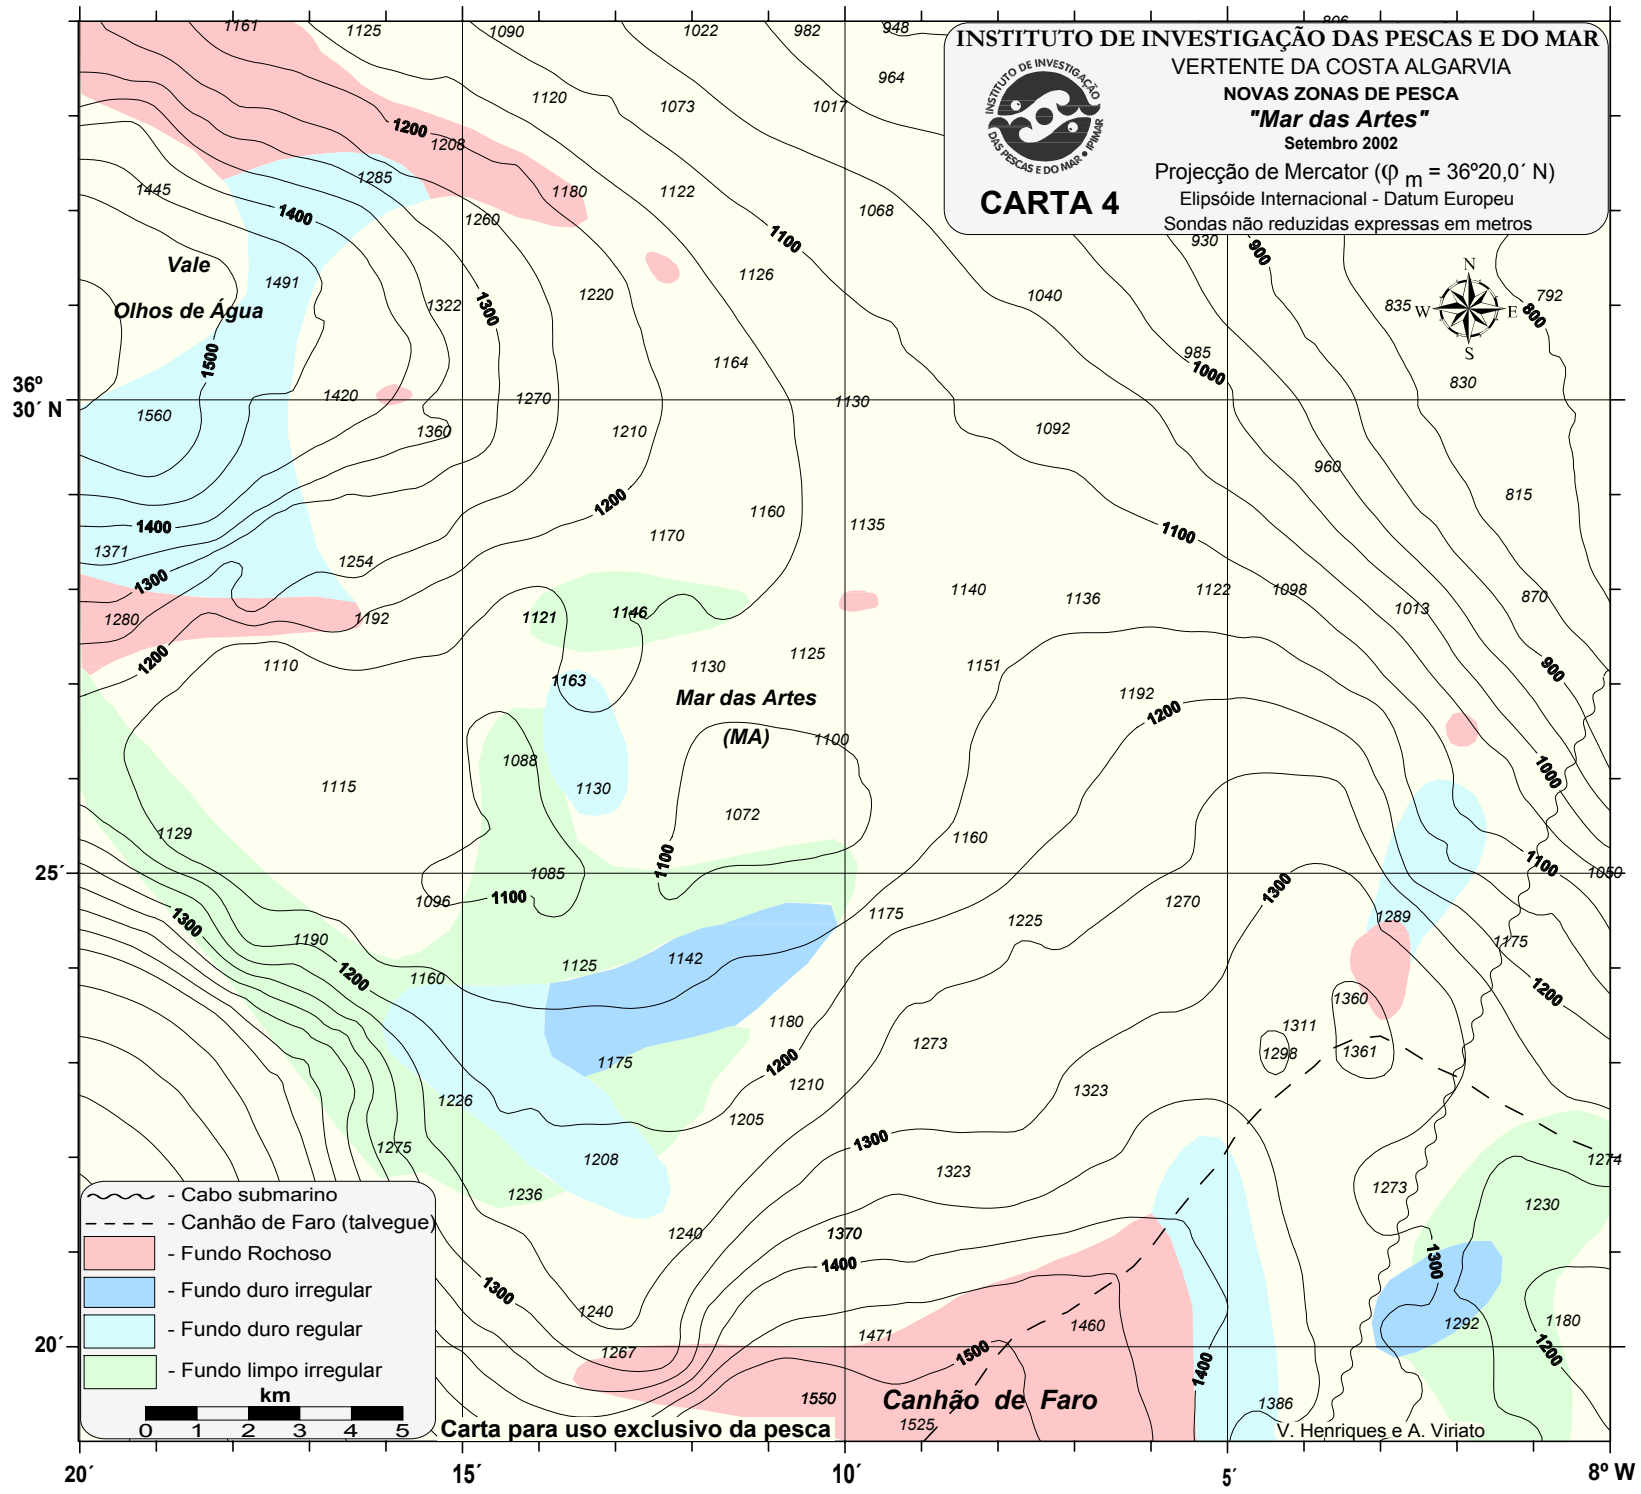 INSTITUTO DE INVESTIGAÇÃO DAS PESCAS E DO MAR
VERTENTE DA COSTA ALGARVIA
NOVAS ZONAS DE PESCA
"Mar das Artes"
Setembro 2002
Projecção de Mercator (φ m = 36º20,0´ N)
Elipsóide Internacional - Datum Europeu
Sondas não reduzidas expressas em metros
INSTITUTO DE INVESTIGAÇÃO
DAS PESCAS E DO MAR • IPIMAR
CARTA 4
1161 1125 1090 1022 982 948
964
1120 1073 1017
1200
1208
1285 1180 1122
1445
1400 1260 1068
1100 930 900
Vale
1491 1126
Olhos de Água
1322 1300 1220 1040 835 792
800
N
W E
S
1500 1164 985
1000 830
36º
30´ N
1560 1420 1270 1130
1360 1210 1092
960
1200 815
1400 1160 1135 1100
1371 1170
1254
1300 1140 1136 1122 1098 870
1280 1192 1121 1146 1013
1200 1110 1130 1125 1151 900
1163 1192
Mar das Artes
1200
(MA)
1100
1088 1000
1115 1130
1072
1129 1160
1100 1100
25´
1085 1050
1096 1100 1175 1270 1300
1300 1225 1289
1190 1175
1200 1160 1125 1142 1200
1360
1180 1311
1273 1298 1361
1175 1200
1210 1323
1226 1205
1275 1300
1208 1323 1274
1236 1273 1230
1240 1370
1400 1300
1300
1240 1460 1292 1180
1471
20´
1267 1500 1400 1200
1550 1386
Canhão de Faro
1525
- Cabo submarino
- Canhão de Faro (talvegue)
- Fundo Rochoso
- Fundo duro irregular
- Fundo duro regular
- Fundo limpo irregular
km
0 1 2 3 4 5
Carta para uso exclusivo da pesca
V. Henriques e A. Viriato
20´ 15´ 10´ 5´ 8º W